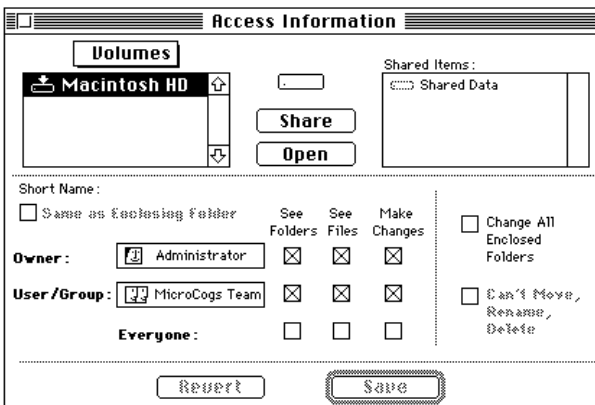 Access Information
Volumes
Shared Items:
Macintosh HD
Shared Data
Share
Open
Short Name:
Same as Enclosing Folder
See Folders
See Files
Make Changes
Change All
Enclosed
Folders
Owner:
Administrator
User/Group:
MicroCogs Team
Can't Move,
Rename,
Delete
Everyone:
Revert
Save